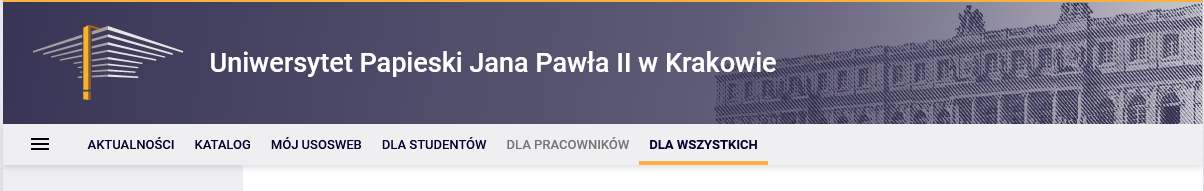 Uniwersytet Papieski Jana Pawła II w Krakowie
AKTUALNOŚCI KATALOG MÓJ USOSWEB DLA STUDENTÓW DLA PRACOWNIKÓW DLA WSZYSTKICH